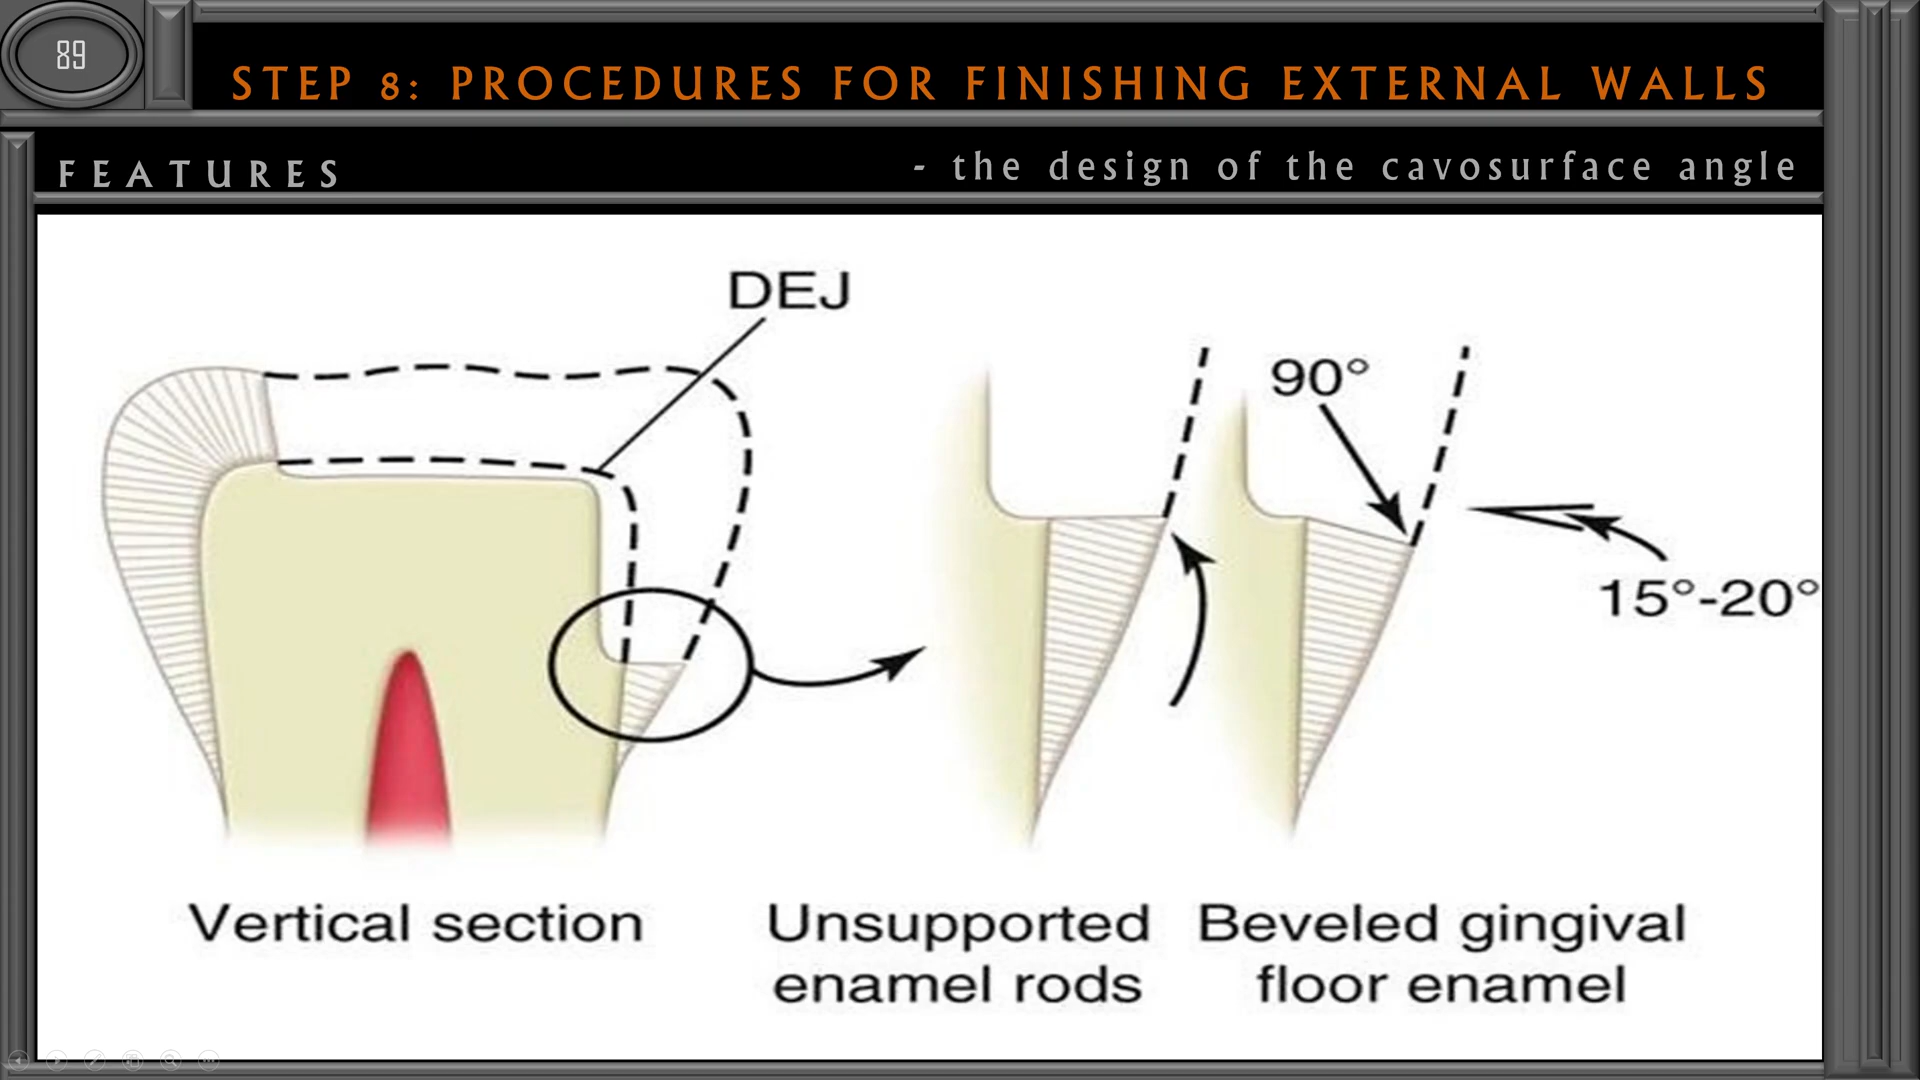 89
STEP 8: PROCEDURES FOR FINISHING EXTERNAL WALLS
FEATURES
- the design of the cavosurface angle
DEJ
90°
15°-20°
Vertical section
Unsupported
enamel rods
Beveled gingival
floor enamel